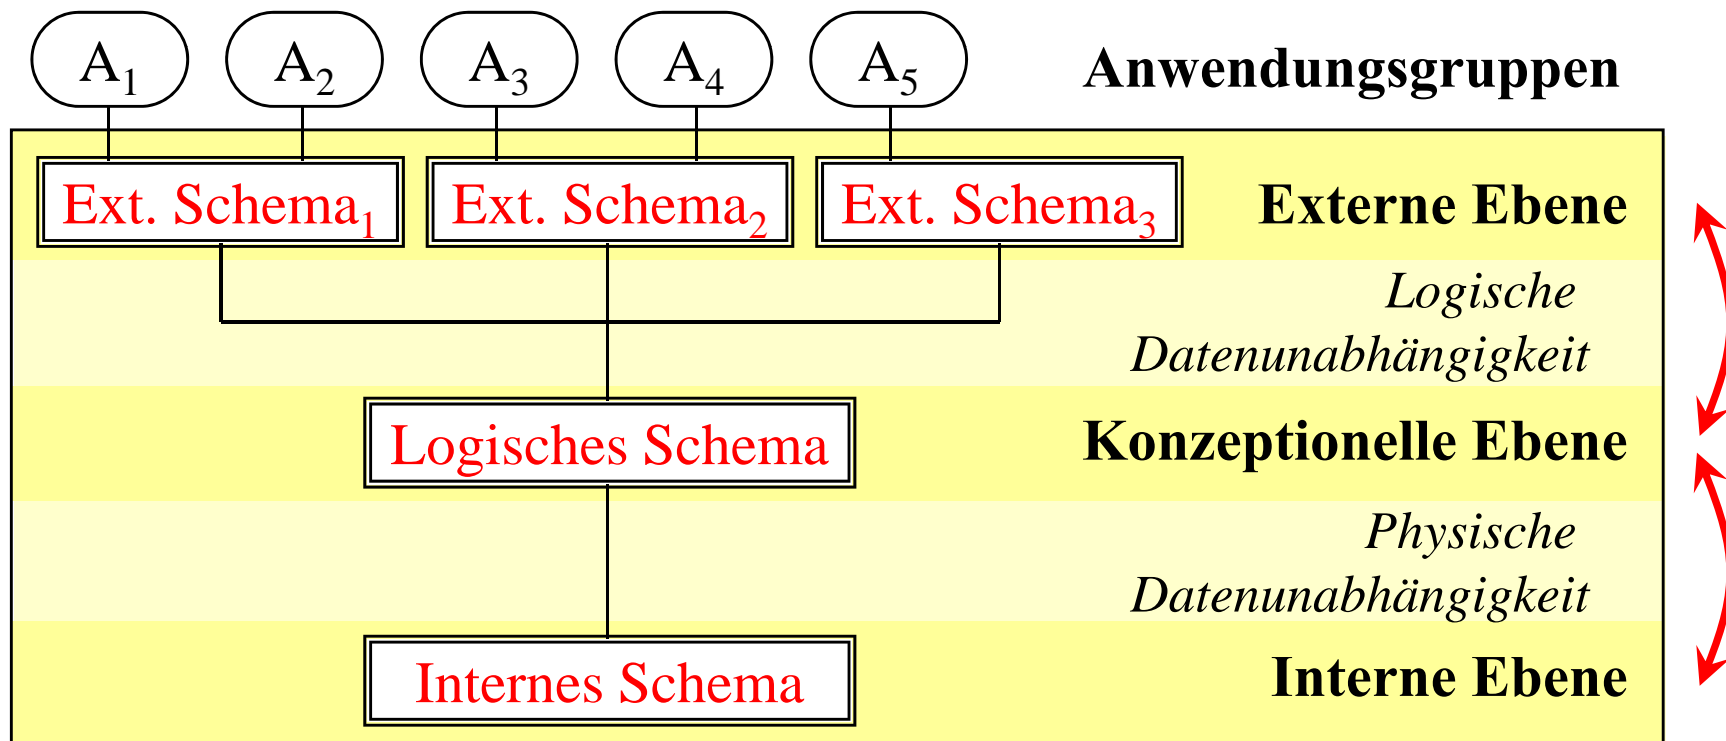 A₁ A₂ A₃ A₄ A₅ Anwendungsgruppen
Ext. Schema₁ Ext. Schema₂ Ext. Schema₃ Externe Ebene
Logische
Datenunabhängigkeit
Logisches Schema Konzeptionelle Ebene
Physische
Datenunabhängigkeit
Internes Schema Interne Ebene